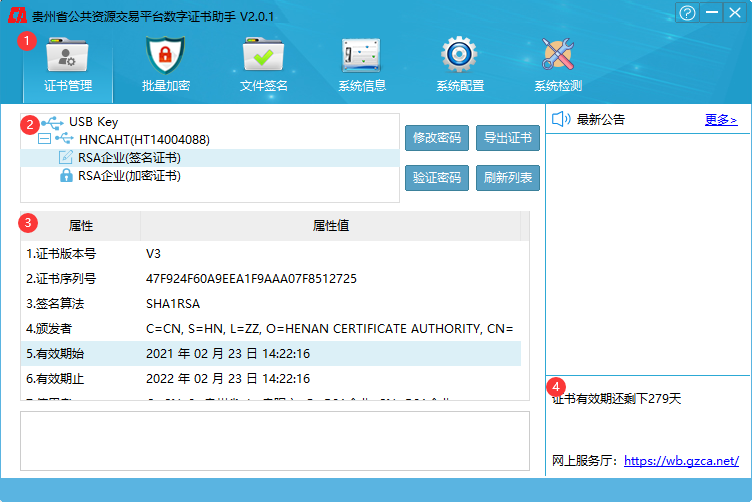 CA 贵州省公共资源交易平台数字证书助手 V2.0.1
1
证书管理 批量加密 文件签名 系统信息 系统配置 系统检测
2
USB Key
HNCAHT(HT14004088)
RSA企业(签名证书)
RSA企业(加密证书)
修改密码 导出证书
验证密码 刷新列表
最新公告 更多>
3
属性 属性值
1.证书版本号 V3
2.证书序列号 47F924F60A9EEA1F9AAA07F8512725
3.签名算法 SHA1RSA
4.颁发者 C=CN, S=HN, L=ZZ, O=HENAN CERTIFICATE AUTHORITY, CN=
5.有效期始 2021 年 02 月 23 日 14:22:16
6.有效期止 2022 年 02 月 23 日 14:22:16
4
证书有效期还剩下279天
网上服务厅: https://wb.gzca.net/